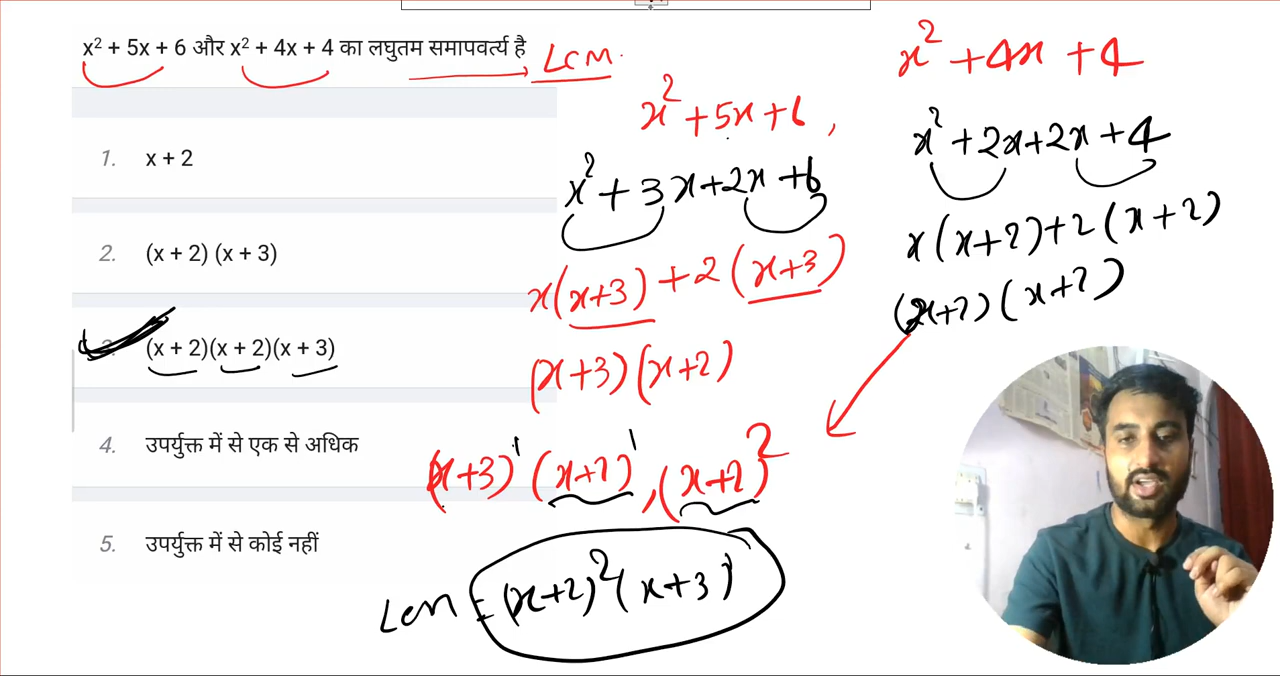 x² + 5x + 6 और x² + 4x + 4 का लघुतम समापवर्त्य है
LCM.
1. x + 2
2. (x + 2) (x + 3)
(x + 2)(x + 2)(x + 3)
4. उपर्युक्त में से एक से अधिक
5. उपर्युक्त में से कोई नहीं
x² + 5x + 6 ,
x² + 3x + 2x + 6
x(x+3) + 2(x+3)
(x+3)(x+2)
x² + 4x + 4
x² + 2x + 2x + 4
x(x+2) + 2(x+2)
(x+2)(x+2)
(x+3)¹ (x+2)¹ , (x+2)²
LCM = (x+2)² (x+3)¹